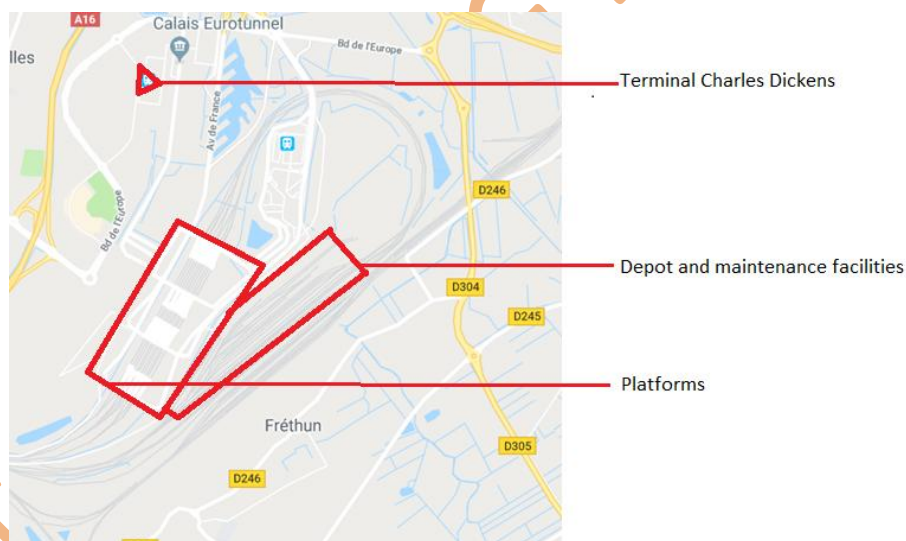 A16
Calais Eurotunnel
lles
Bd de l'Europe
Terminal Charles Dickens
Av de France
D246
Bd de l'Europe
Depot and maintenance facilities
D304
D245
Platforms
Fréthun
D305
D246